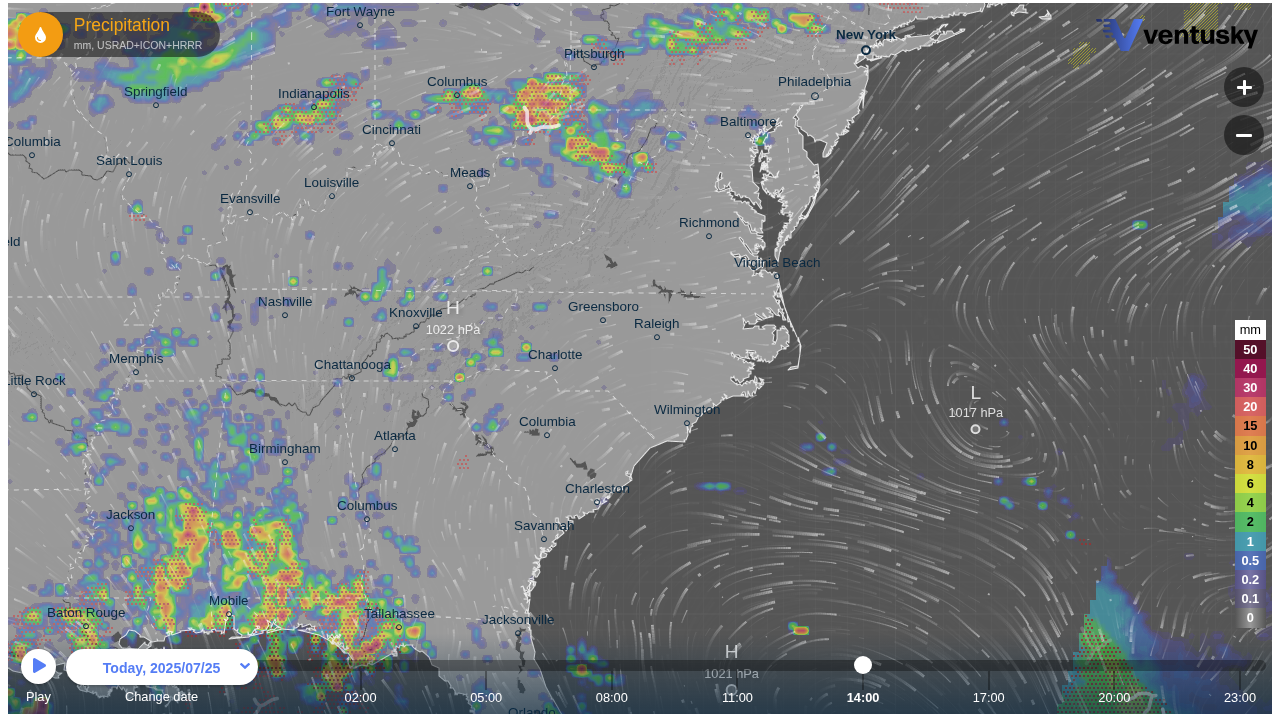 Fort Wayne
Precipitation
mm, USRAD+ICON+HRRR
New York
ventusky
Pittsburgh
Columbus
Philadelphia
Springfield
Indianapolis
Baltimore
Cincinnati
Columbia
Saint Louis
Meads
Louisville
Evansville
Richmond
eld
Virginia Beach
Nashville
Knoxville
H
1022 hPa
Greensboro
Raleigh
mm
Memphis
Charlotte
Chattanooga
50
40
Little Rock
30
L
1017 hPa
20
Wilmington
15
Columbia
Atlanta
10
Birmingham
8
6
Charleston
4
Columbus
Jackson
2
Savannah
1
0.5
0.2
Mobile
0.1
Baton Rouge
Tallahassee
Jacksonville
0
H
1021 hPa
Today, 2025/07/25
Play
Change date
02:00
05:00
08:00
11:00
14:00
17:00
20:00
23:00
Orlando